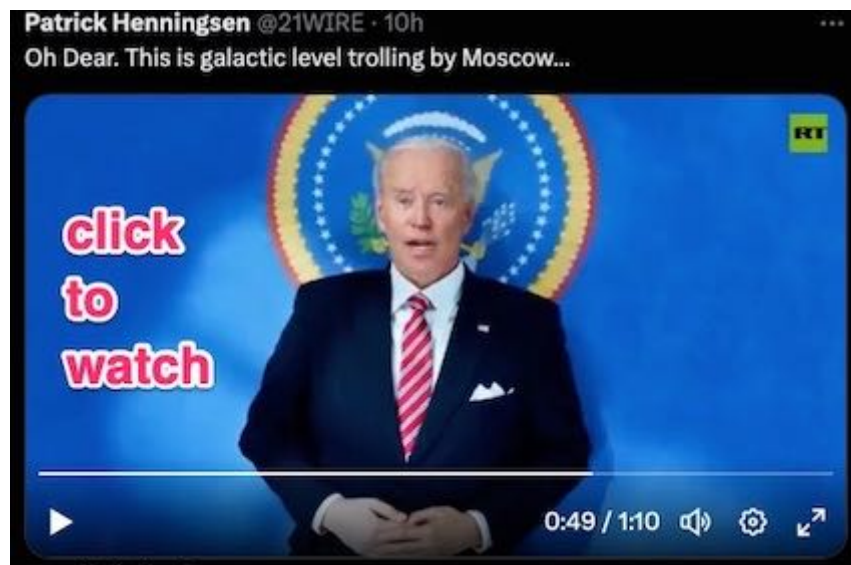 Patrick Henningsen @21WIRE · 10h
Oh Dear. This is galactic level trolling by Moscow...
RT
click
to
watch
0:49 / 1:10